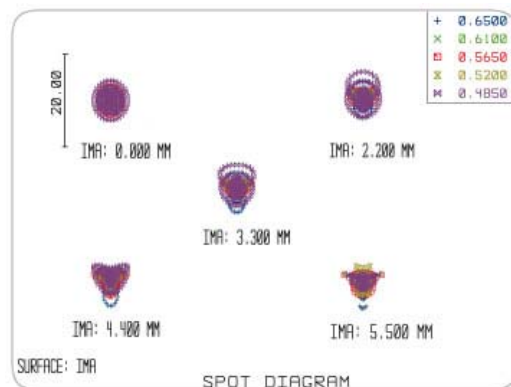 + 0.6500
× 0.6100
0.5650
0.5200
0.4850
20.00
IMA: 0.000 MM
IMA: 2.200 MM
IMA: 3.300 MM
IMA: 4.400 MM
IMA: 5.500 MM
SURFACE: IMA
SPOT DIAGRAM